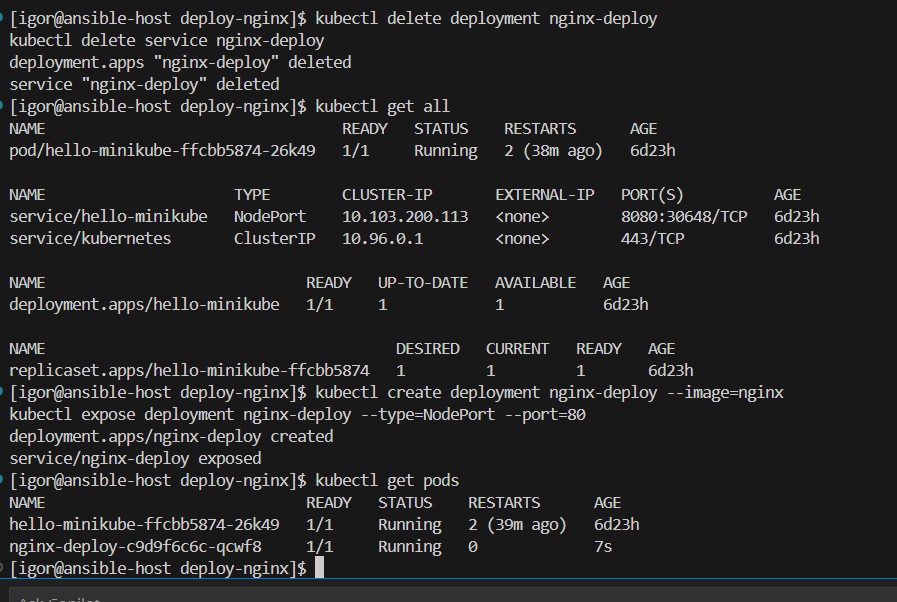 [igor@ansible-host deploy-nginx]$ kubectl delete deployment nginx-deploy
kubectl delete service nginx-deploy
deployment.apps "nginx-deploy" deleted
service "nginx-deploy" deleted
[igor@ansible-host deploy-nginx]$ kubectl get all
NAME READY STATUS RESTARTS AGE
pod/hello-minikube-ffcbb5874-26k49 1/1 Running 2 (38m ago) 6d23h
NAME TYPE CLUSTER-IP EXTERNAL-IP PORT(S) AGE
service/hello-minikube NodePort 10.103.200.113 <none> 8080:30648/TCP 6d23h
service/kubernetes ClusterIP 10.96.0.1 <none> 443/TCP 6d23h
NAME READY UP-TO-DATE AVAILABLE AGE
deployment.apps/hello-minikube 1/1 1 1 6d23h
NAME DESIRED CURRENT READY AGE
replicaset.apps/hello-minikube-ffcbb5874 1 1 1 6d23h
[igor@ansible-host deploy-nginx]$ kubectl create deployment nginx-deploy --image=nginx
kubectl expose deployment nginx-deploy --type=NodePort --port=80
deployment.apps/nginx-deploy created
service/nginx-deploy exposed
[igor@ansible-host deploy-nginx]$ kubectl get pods
NAME READY STATUS RESTARTS AGE
hello-minikube-ffcbb5874-26k49 1/1 Running 2 (39m ago) 6d23h
nginx-deploy-c9d9f6c6c-qcwf8 1/1 Running 0 7s
[igor@ansible-host deploy-nginx]$